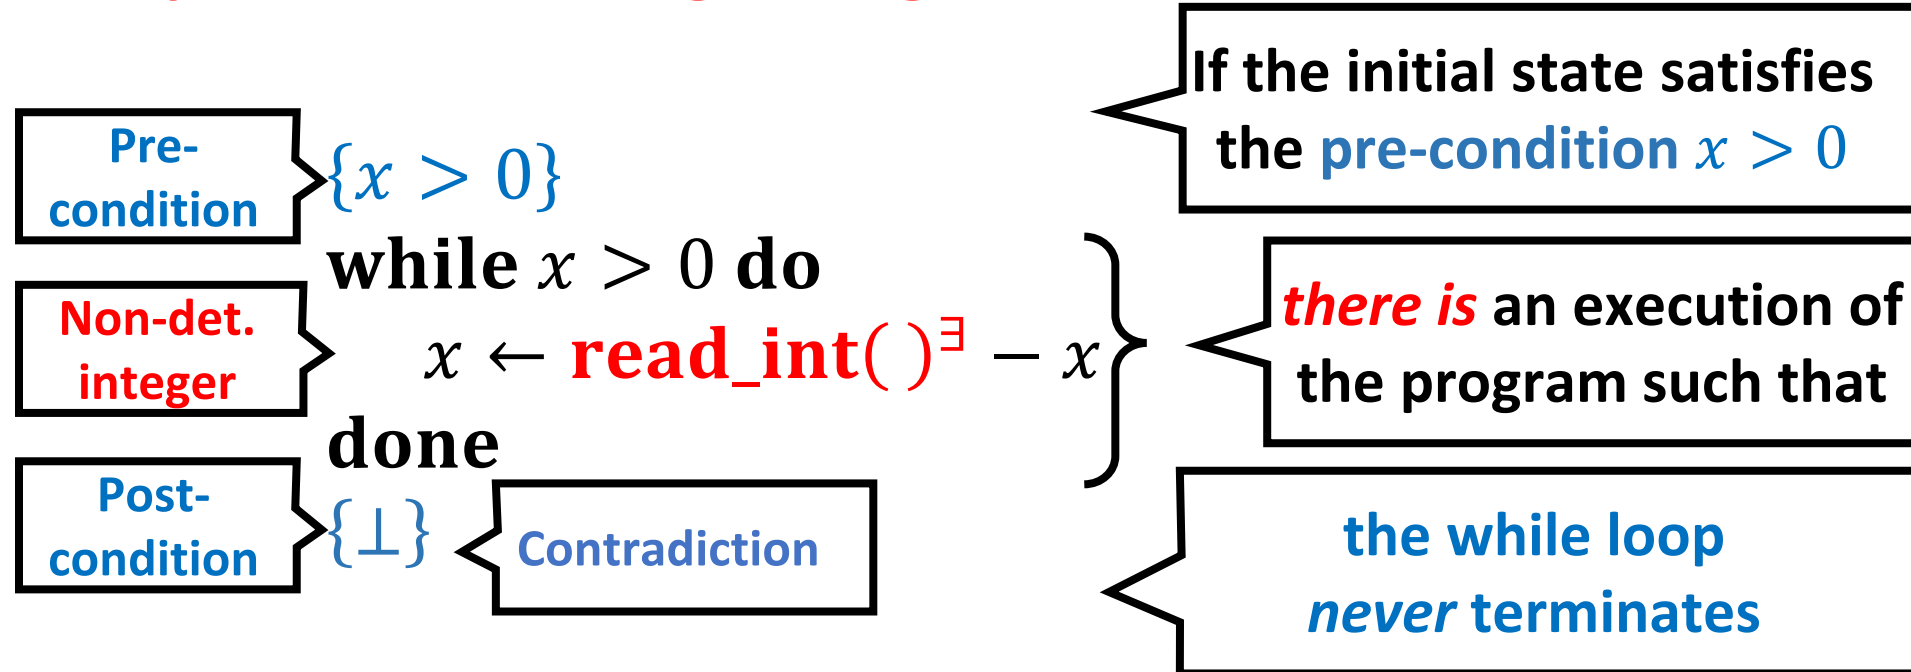 If the initial state satisfies
the pre-condition x > 0
Pre-
condition
{x > 0}
while x > 0 do
Non-det.
integer
x ← read_int( )^∃ − x
there is an execution of
the program such that
done
Post-
condition
{⊥}
Contradiction
the while loop
never terminates